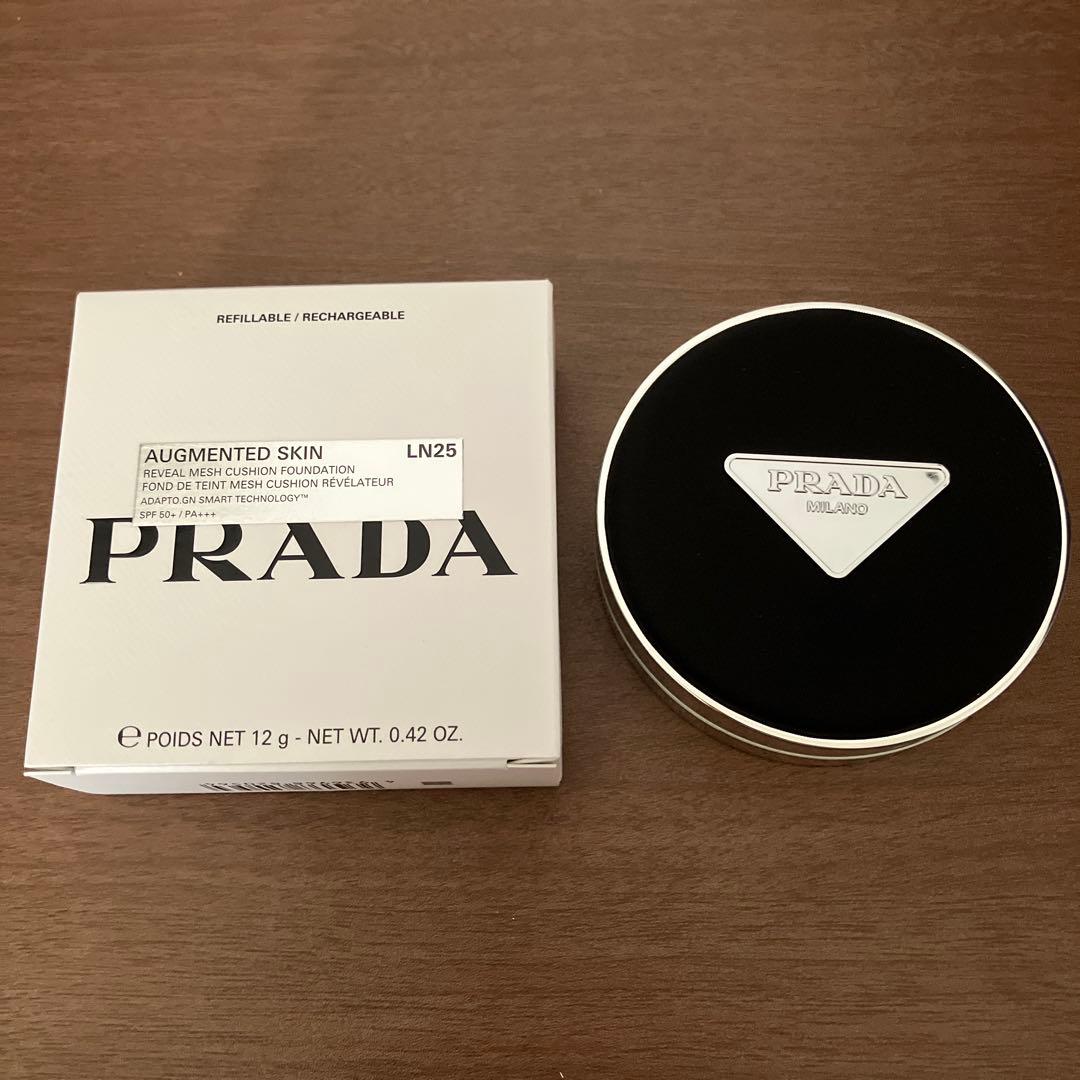 REFILLABLE / RECHARGEABLE
AUGMENTED SKIN LN25
REVEAL MESH CUSHION FOUNDATION
FOND DE TEINT MESH CUSHION RÉVÉLATEUR
ADAPTO.GN SMART TECHNOLOGY™
SPF 50+ / PA+++
PRADA
℮ POIDS NET 12 g - NET WT. 0.42 OZ.
PRADA
MILANO